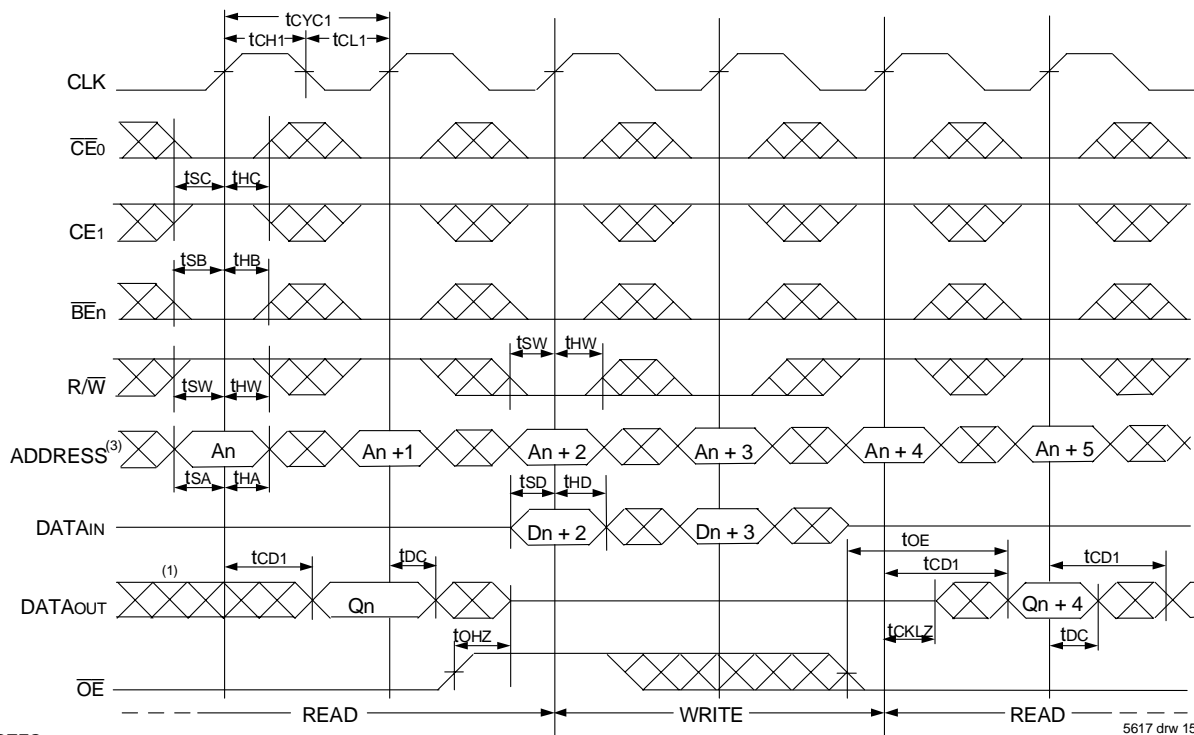 tCYC1
tCH1 tCL1
CLK
CE0
tSC tHC
CE1
tSB tHB
BEn
tSW tHW
R/W
tSW tHW
ADDRESS(3) An An +1 An + 2 An + 3 An + 4 An + 5
tSA tHA
tSD tHD
DATAIN Dn + 2 Dn + 3
tOE
tCD1 tDC tCD1 tCD1
(1)
DATAOUT Qn Qn + 4
tOHZ tCKLZ tDC
OE
READ WRITE READ
5617 drw 15